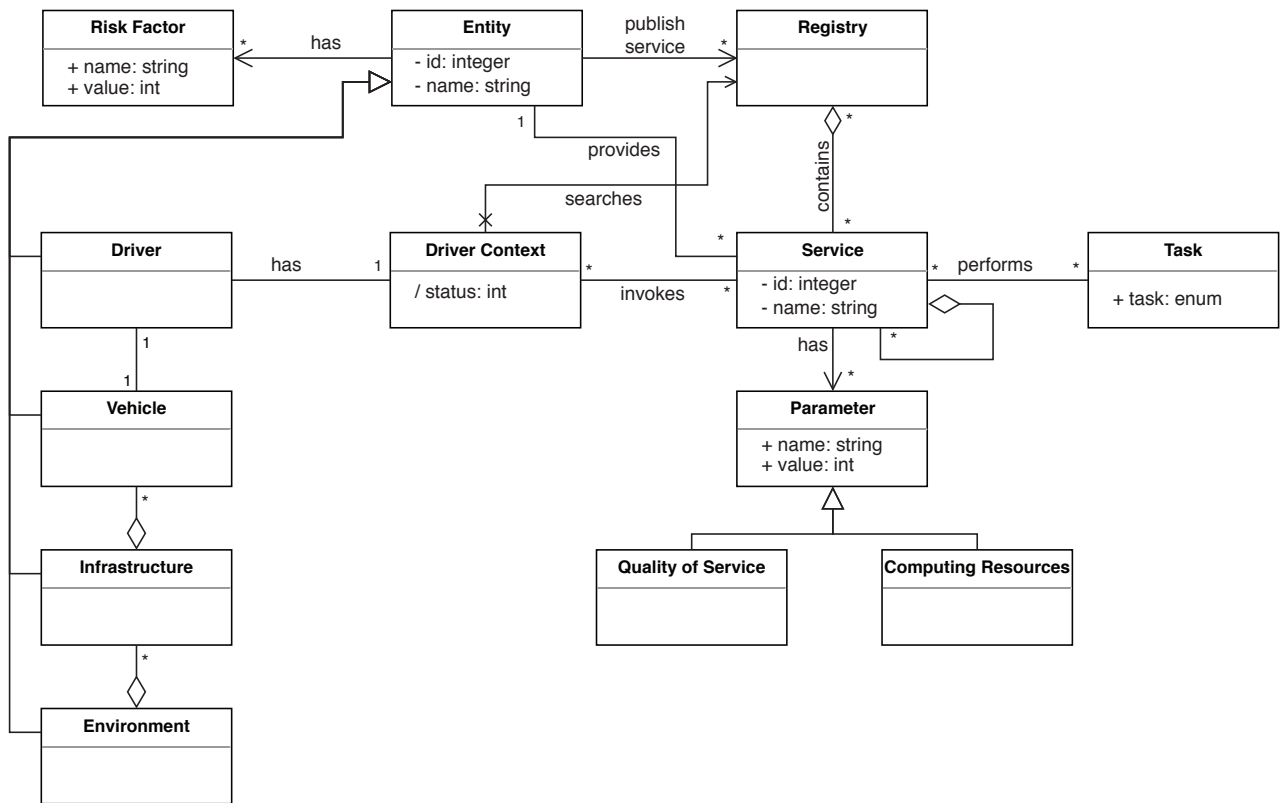 Risk Factor
+ name: string
+ value: int
*
has
Entity
- id: integer
- name: string
publish
service
*
Registry
1
provides
*
contains
*
searches
Driver
has
1
Driver Context
/ status: int
*
invokes
*
*
Service
- id: integer
- name: string
*
performs
*
Task
+ task: enum
*
has
*
1
1
Vehicle
Parameter
+ name: string
+ value: int
*
Infrastructure
Quality of Service
Computing Resources
*
Environment